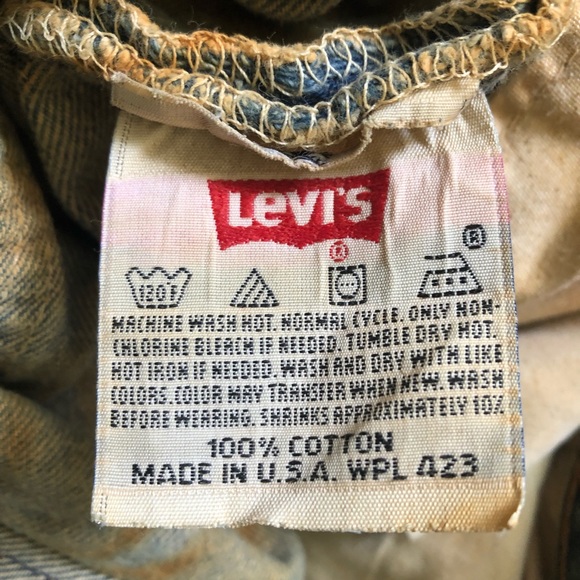 LEVI'S
®
®
120F
MACHINE WASH HOT. NORMAL CYCLE. ONLY NON-
CHLORINE BLEACH IF NEEDED. TUMBLE DRY HOT.
HOT IRON IF NEEDED. WASH AND DRY WITH LIKE
COLORS. COLOR MAY TRANSFER WHEN NEW. WASH
BEFORE WEARING. SHRINKS APPROXIMATELY 10%
100% COTTON
MADE IN U.S.A. WPL 423